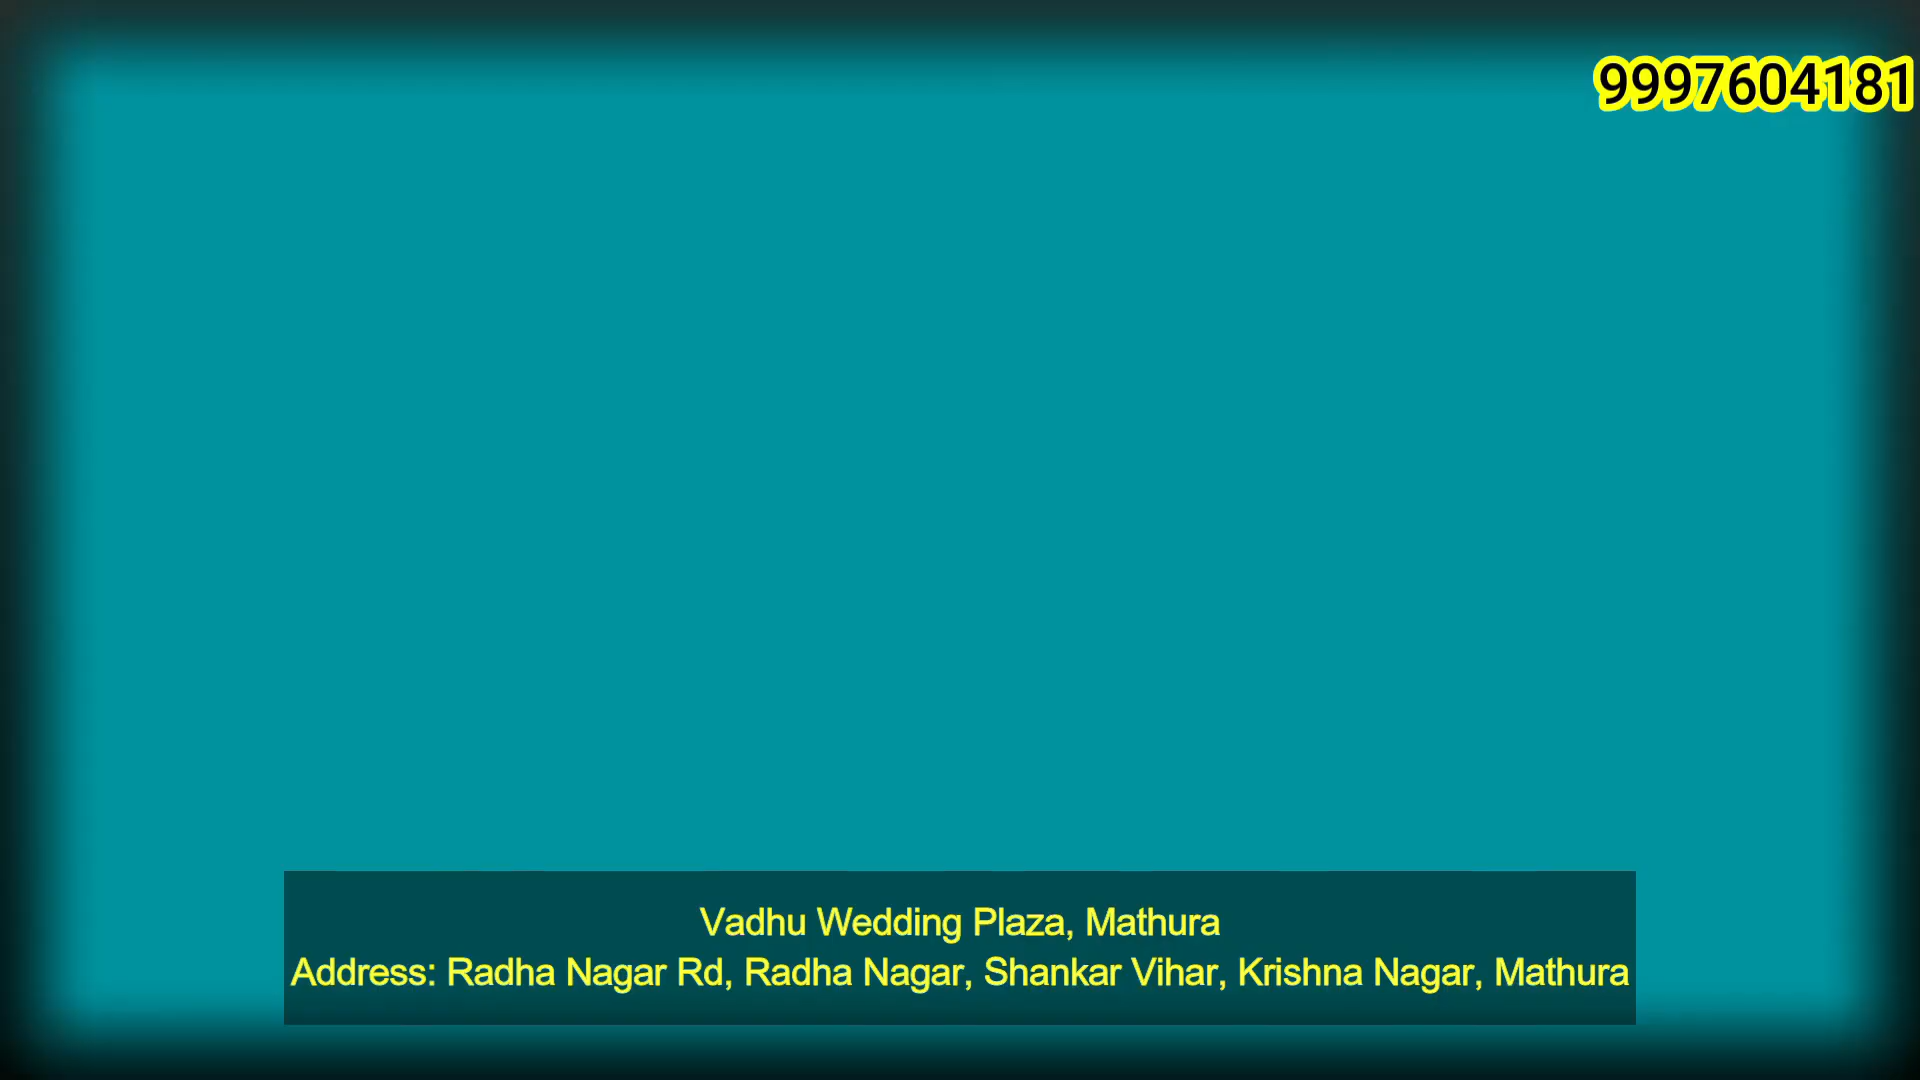 9997604181
Vadhu Wedding Plaza, Mathura
Address: Radha Nagar Rd, Radha Nagar, Shankar Vihar, Krishna Nagar, Mathura